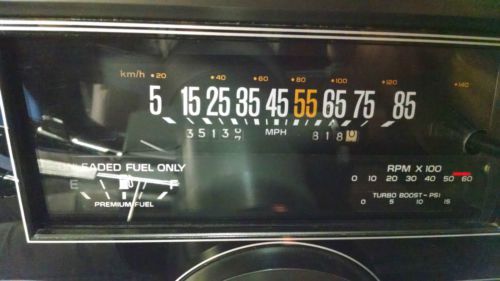 km/h 20 40 60 80 100 120 140
5 15 25 35 45 55 65 75 85
3513 MPH 818
UNLEADED FUEL ONLY
E F
PREMIUM FUEL
RPM X 100
0 10 20 30 40 50 60
TURBO BOOST-PSI
0 5 10 15